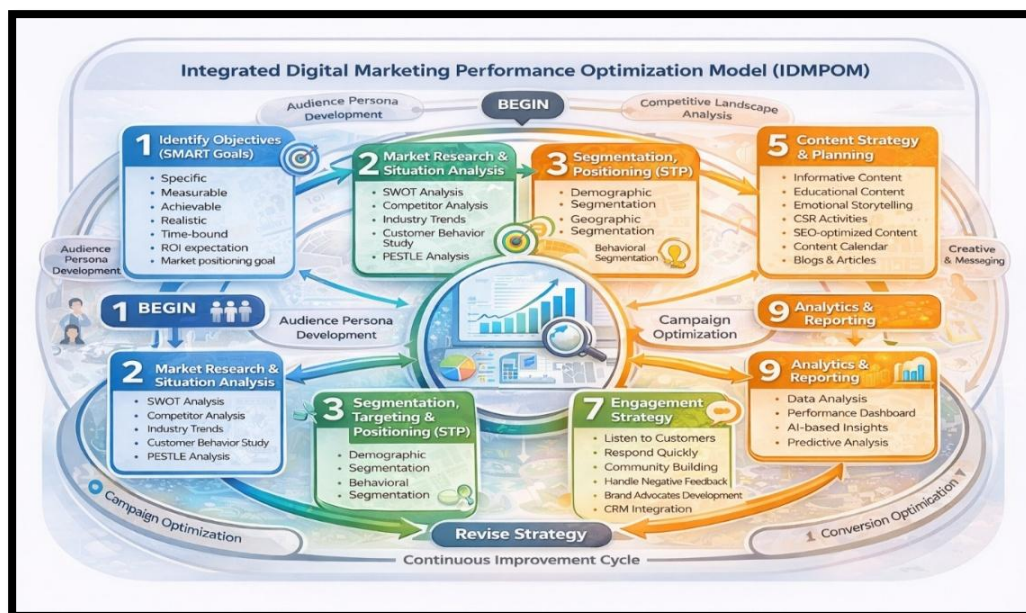 Integrated Digital Marketing Performance Optimization Model (IDMPOM)
Audience Persona
Development
BEGIN
Competitive Landscape
Analysis
1 Identify Objectives
(SMART Goals)
• Specific
• Measurable
• Achievable
• Realistic
• Time-bound
• ROI expectation
• Market positioning goal
2 Market Research &
Situation Analysis
• SWOT Analysis
• Competitor Analysis
• Industry Trends
• Customer Behavior
Study
• PESTLE Analysis
3 Segmentation,
Positioning (STP)
• Demographic
Segmentation
• Geographic
Segmentation
Behavioral
Segmentation
5 Content Strategy
& Planning
• Informative Content
• Educational Content
• Emotional Storytelling
• CSR Activities
• SEO-optimized Content
• Content Calendar
• Blogs & Articles
Audience
Persona
Development
Creative
& Messaging
1 BEGIN
Audience Persona
Development
Campaign
Optimization
9 Analytics &
Reporting
2 Market Research &
Situation Analysis
• SWOT Analysis
• Competitor Analysis
• Industry Trends
• Customer Behavior Study
• PESTLE Analysis
3 Segmentation,
Targeting &
Positioning (STP)
• Demographic
• Segmentation
• Behavioral
Segmentation
7 Engagement
Strategy
• Listen to Customers
• Respond Quickly
• Community Building
• Handle Negative Feedback
• Brand Advocates Development
• CRM Integration
9 Analytics &
Reporting
• Data Analysis
• Performance Dashboard
• AI-based Insights
• Predictive Analysis
Campaign Optimization
Revise Strategy
Conversion Optimication
Continuous Improvement Cycle